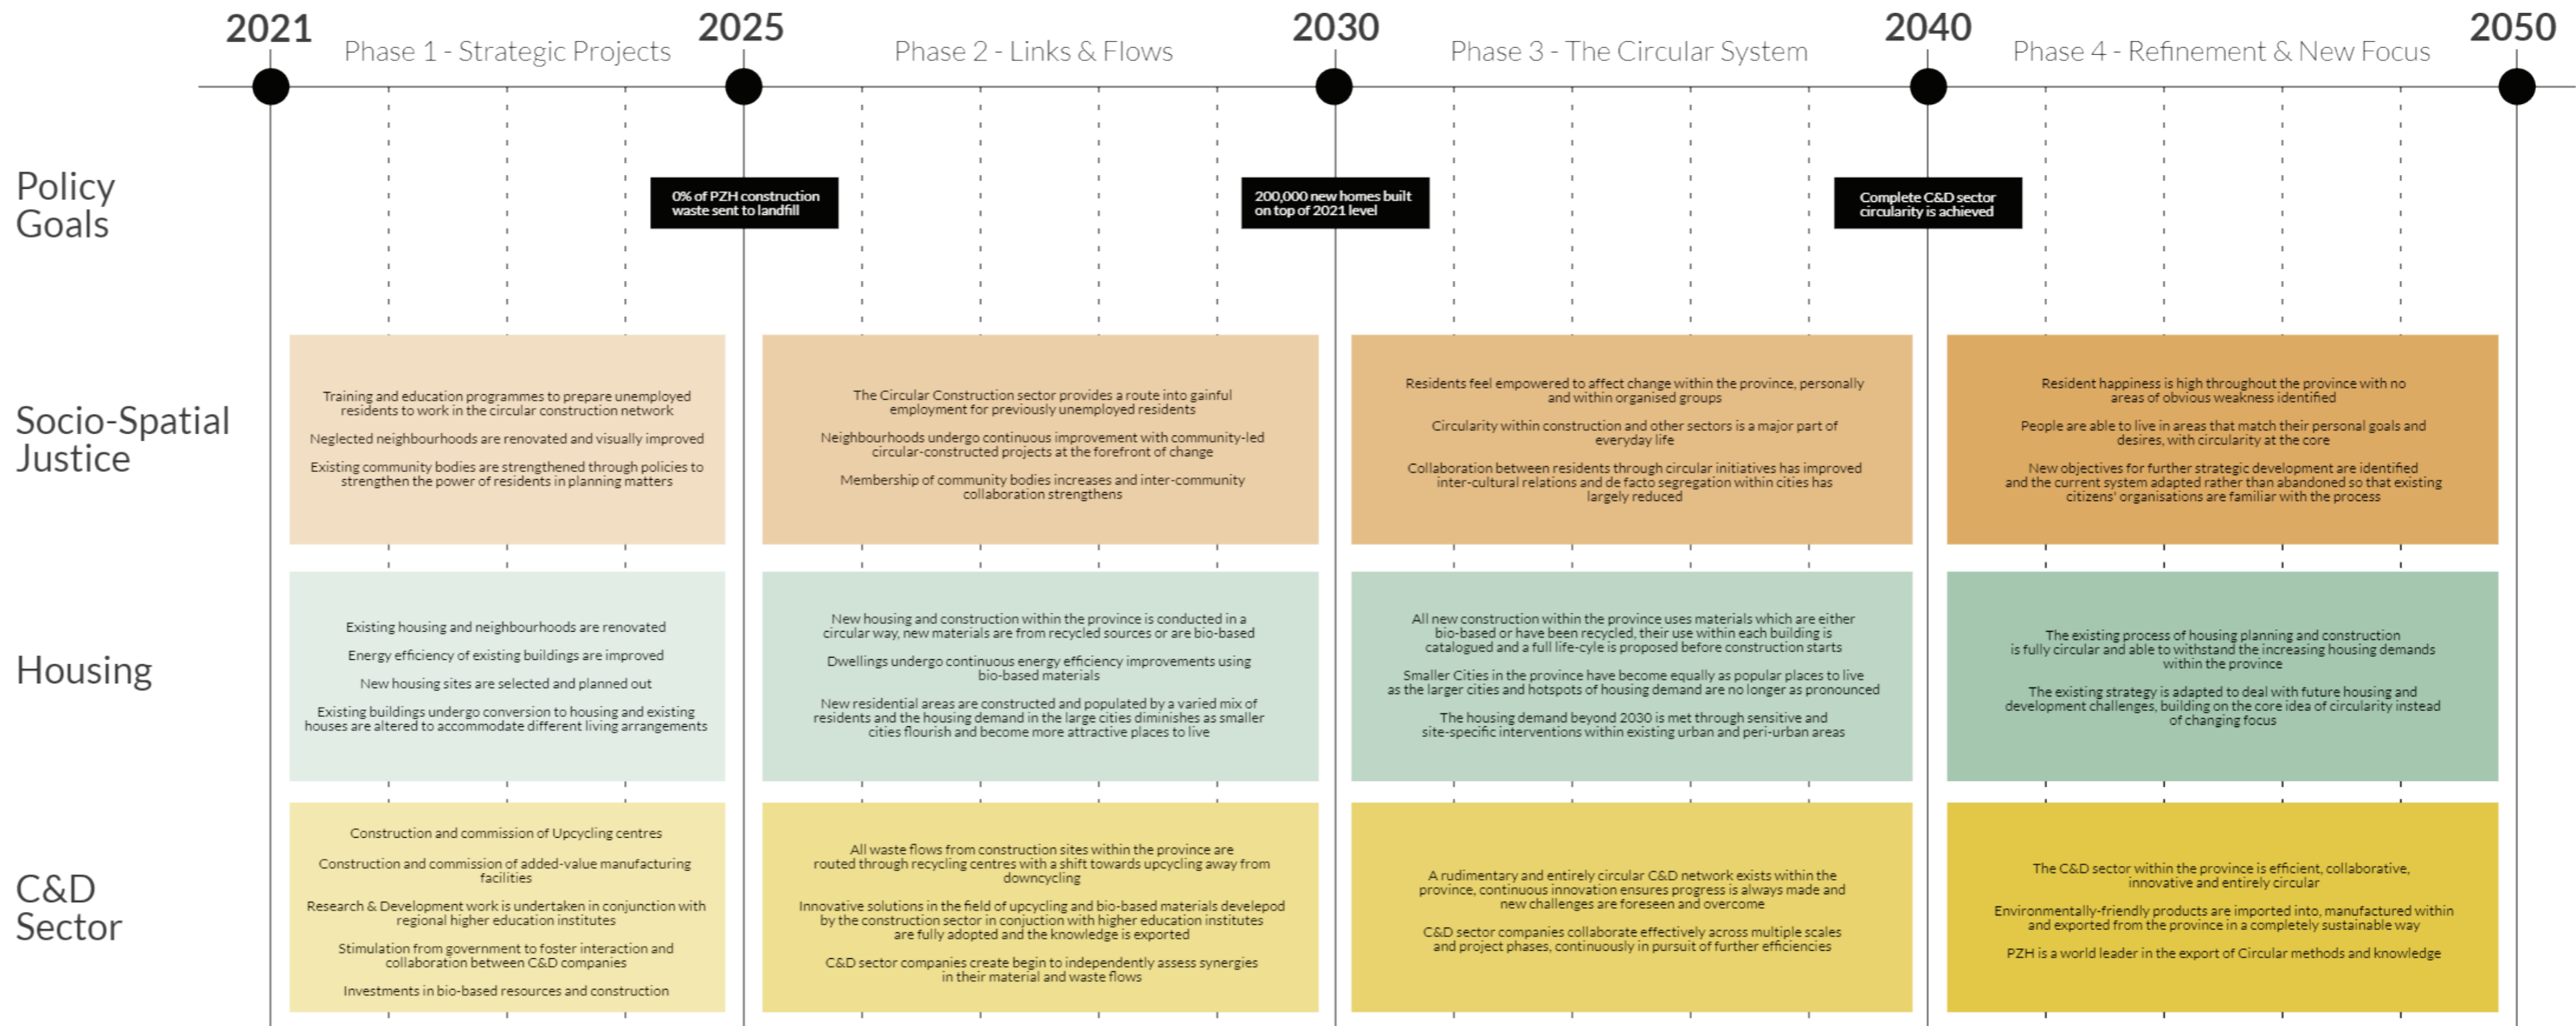 2021
2025
2030
2040
2050
Phase 1 - Strategic Projects
Phase 2 - Links & Flows
Phase 3 - The Circular System
Phase 4 - Refinement & New Focus
Policy
Goals
0% of PZH construction
waste sent to landfill
200,000 new homes built
on top of 2021 level
Complete C&D sector
circularity is achieved
Socio-Spatial
Justice
Training and education programmes to prepare unemployed
residents to work in the circular construction network
Neglected neighbourhoods are renovated and visually improved
Existing community bodies are strengthened through policies to
strengthen the power of residents in planning matters
The Circular Construction sector provides a route into gainful
employment for previously unemployed residents
Neighbourhoods undergo continuous improvement with community-led
circular-constructed projects at the forefront of change
Membership of community bodies increases and inter-community
collaboration strengthens
Residents feel empowered to affect change within the province, personally
and within organised groups
Circularity within construction and other sectors is a major part of
everyday life
Collaboration between residents through circular initiatives has improved
inter-cultural relations and de facto segregation within cities has
largely reduced
Resident happiness is high throughout the province with no
areas of obvious weakness identified
People are able to live in areas that match their personal goals and
desires, with circularity at the core
New objectives for further strategic development are identified
and the current system adapted rather than abandoned so that existing
citizens' organisations are familiar with the process
Housing
Existing housing and neighbourhoods are renovated
Energy efficiency of existing buildings are improved
New housing sites are selected and planned out
Existing buildings undergo conversion to housing and existing
houses are altered to accommodate different living arrangements
New housing and construction within the province is conducted in a
circular way, new materials are from recycled sources or are bio-based
Dwellings undergo continuous energy efficiency improvements using
bio-based materials
New residential areas are constructed and populated by a varied mix of
residents and the housing demand in the large cities diminishes as smaller
cities flourish and become more attractive places to live
All new construction within the province uses materials which are either
bio-based or have been recycled, their use within each building is
catalogued and a full life-cyle is proposed before construction starts
Smaller Cities in the province have become equally as popular places to live
as the larger cities and hotspots of housing demand are no longer as pronounced
The housing demand beyond 2030 is met through sensitive and
site-specific interventions within existing urban and peri-urban areas
The existing process of housing planning and construction
is fully circular and able to withstand the increasing housing demands
within the province
The existing strategy is adapted to deal with future housing and
development challenges, building on the core idea of circularity instead
of changing focus
C&D
Sector
Construction and commission of Upcycling centres
Construction and commission of added-value manufacturing
facilities
Research & Development work is undertaken in conjunction with
regional higher education institutes
Stimulation from government to foster interaction and
collaboration between C&D companies
Investments in bio-based resources and construction
All waste flows from construction sites within the province are
routed through recycling centres with a shift towards upcycling away from
downcycling
Innovative solutions in the field of upcycling and bio-based materials develepod
by the construction sector in conjuction with higher education institutes
are fully adopted and the knowledge is exported
C&D sector companies create begin to independently assess synergies
in their material and waste flows
A rudimentary and entirely circular C&D network exists within the
province, continuous innovation ensures progress is always made and
new challenges are foreseen and overcome
C&D sector companies collaborate effectively across multiple scales
and project phases, continuously in pursuit of further efficiencies
The C&D sector within the province is efficient, collaborative,
innovative and entirely circular
Environmentally-friendly products are imported into, manufactured within
and exported from the province in a completely sustainable way
PZH is a world leader in the export of Circular methods and knowledge